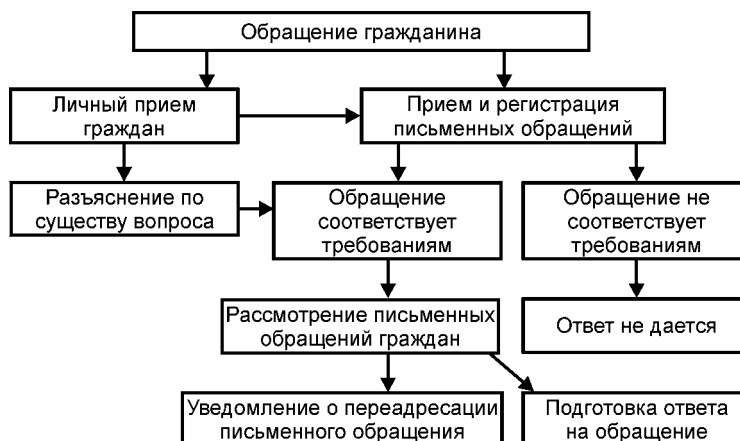 Обращение гражданина
Личный прием
граждан
Прием и регистрация
письменных обращений
Разъяснение по
существу вопроса
Обращение
соответствует
требованиям
Обращение не
соответствует
требованиям
Рассмотрение письменных
обращений граждан
Ответ не дается
Уведомление о переадресации
письменного обращения
Подготовка ответа
на обращение